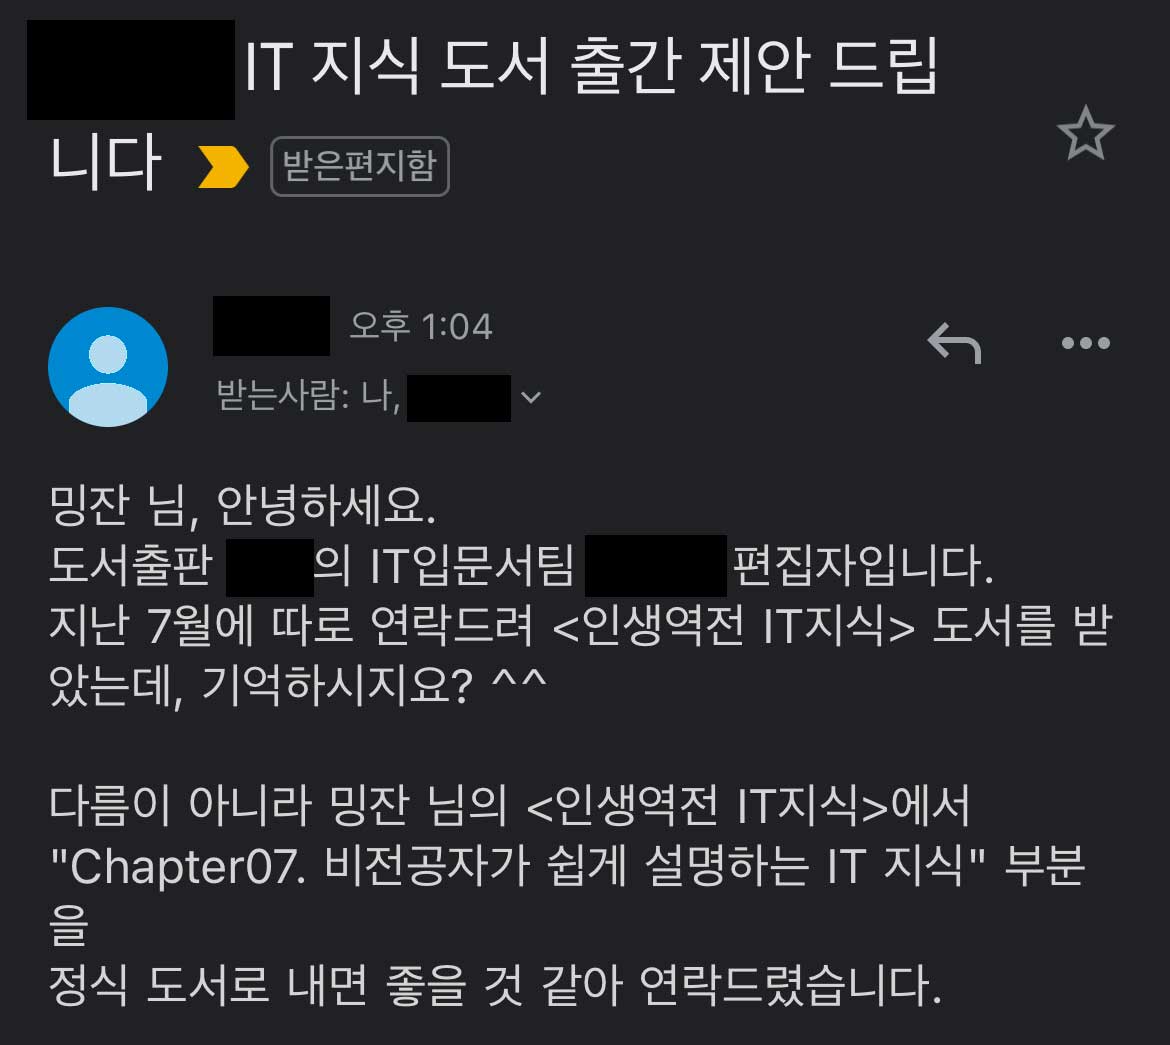 IT 지식 도서 출간 제안 드립
니다 받은편지함
오후 1:04
받는사람: 나,
밍잔 님, 안녕하세요.
도서출판 의 IT입문서팀 편집자입니다.
지난 7월에 따로 연락드려 <인생역전 IT지식> 도서를 받
았는데, 기억하시지요? ^^
다름이 아니라 밍잔 님의 <인생역전 IT지식>에서
"Chapter07. 비전공자가 쉽게 설명하는 IT 지식" 부분
을
정식 도서로 내면 좋을 것 같아 연락드렸습니다.